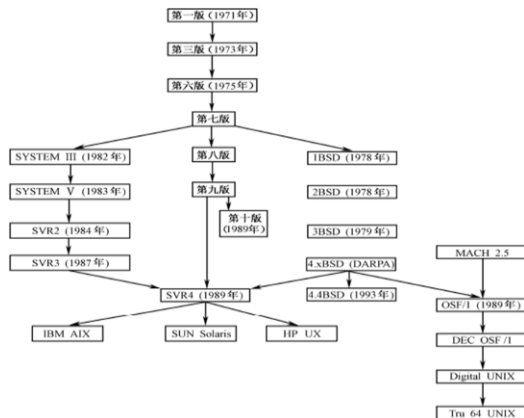 第一版(1971年)
第三版(1973年)
第六版(1975年)
第七版
SYSTEM III (1982年)
第八版
1BSD (1978年)
SYSTEM V (1983年)
第九版
2BSD (1978年)
第十版
(1989年)
SVR2 (1984年)
3BSD (1979年)
MACH 2.5
SVR3 (1987年)
4.xBSD (DARPA)
SVR4 (1989年)
4.4BSD (1993年)
OSF/1 (1989年)
IBM AIX
SUN Solaris
HP UX
DEC OSF/1
Digital UNIX
Tru 64 UNIX